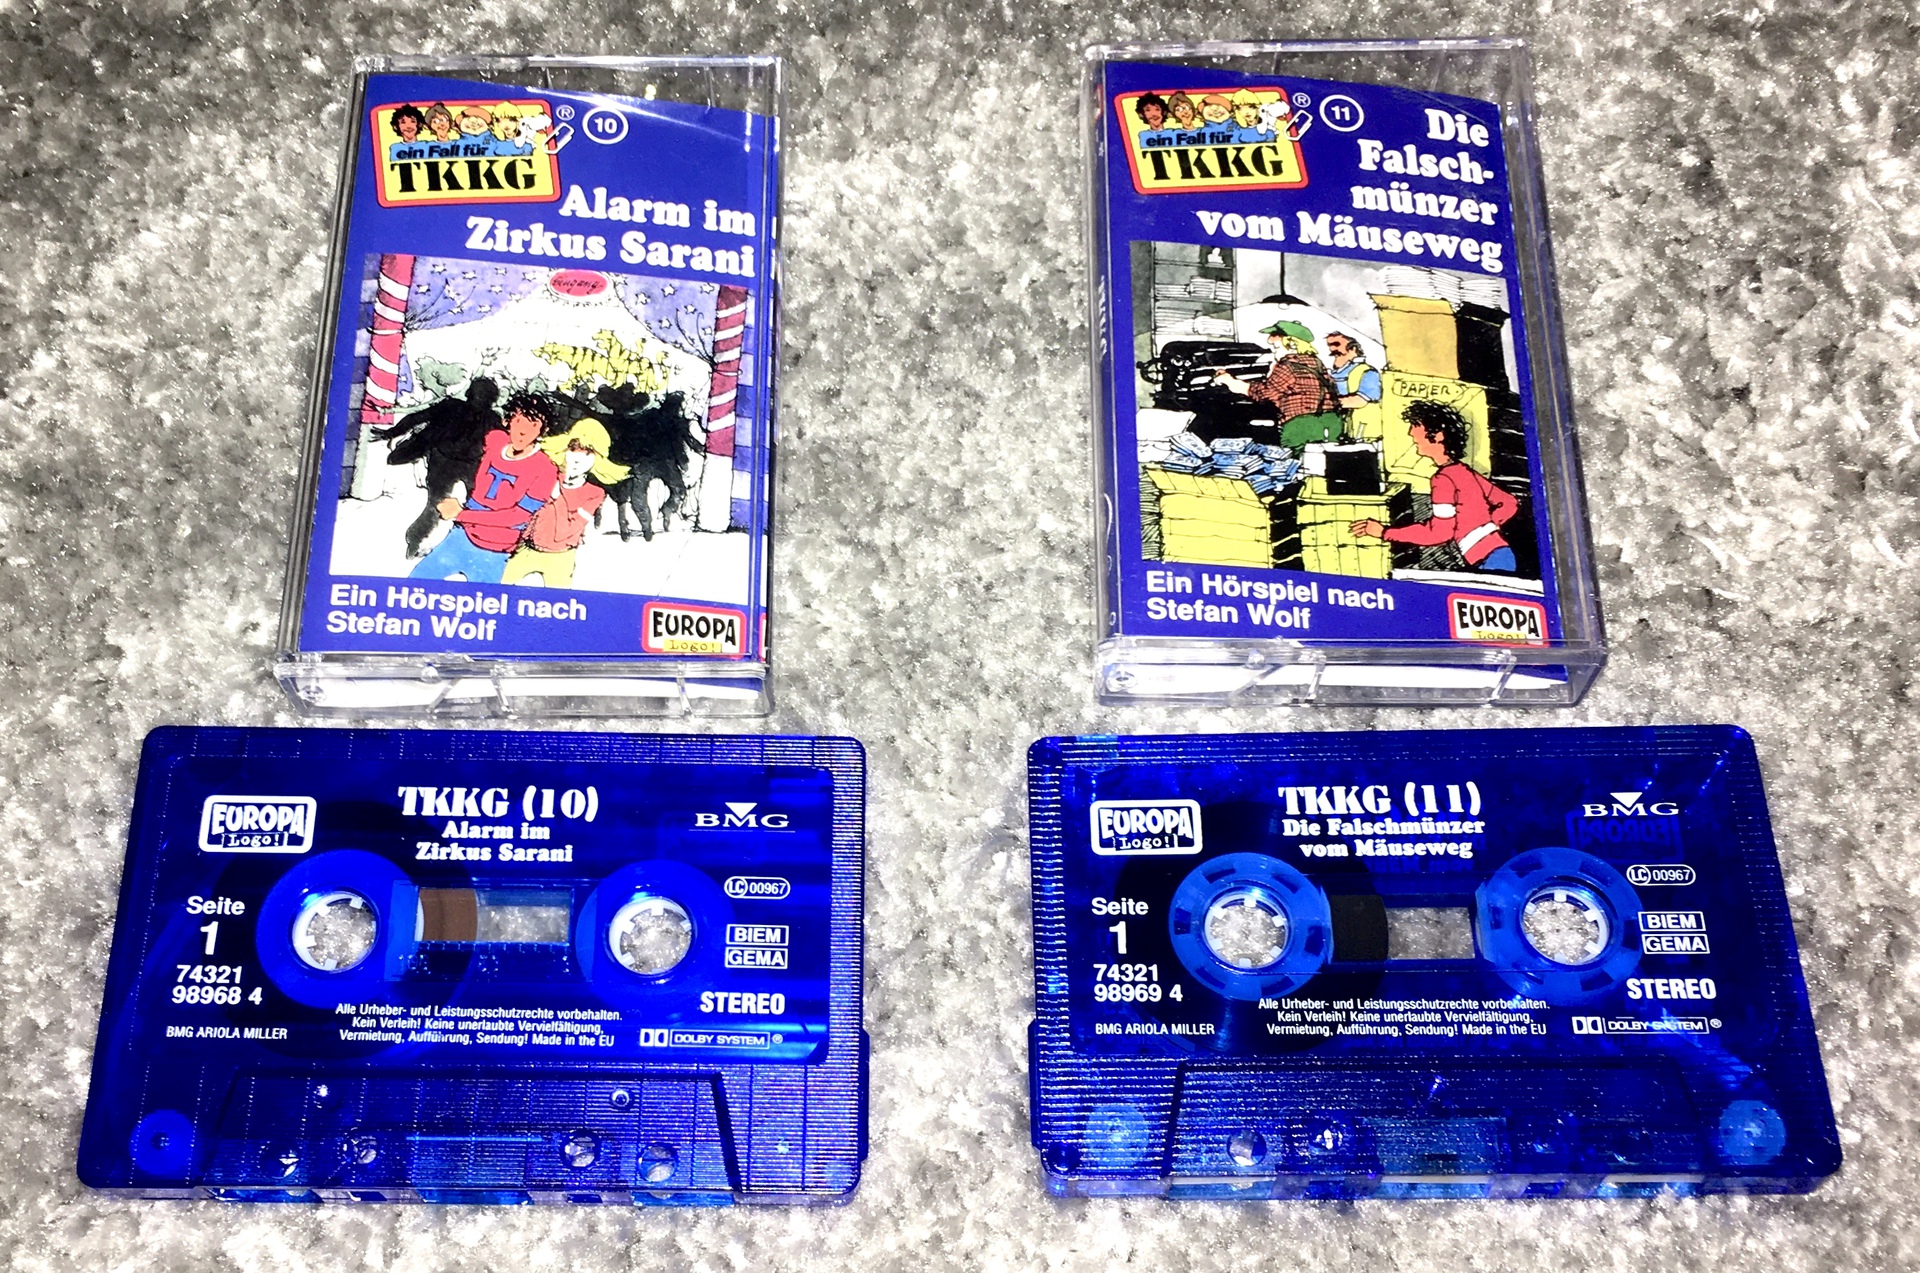 ein Fall für
TKKG
®
10
Alarm im
Zirkus Sarani
Eingang
T
Ein Hörspiel nach
Stefan Wolf
EUROPA
Logo!
ein Fall für
TKKG
®
11
Die
Falsch-
münzer
vom Mäuseweg
PAPIER
Ein Hörspiel nach
Stefan Wolf
EUROPA
Logo!
EUROPA
Logo!
TKKG (10)
Alarm im
Zirkus Sarani
BMG
LC 00967
Seite
1
74321
98968 4
BIEM
GEMA
STEREO
BMG ARIOLA MILLER
Alle Urheber- und Leistungsschutzrechte vorbehalten.
Kein Verleih! Keine unerlaubte Vervielfältigung,
Vermietung, Aufführung, Sendung! Made in the EU
DOLBY SYSTEM ®
EUROPA
Logo!
TKKG (11)
Die Falschmünzer
vom Mäuseweg
BMG
LC 00967
Seite
1
74321
98969 4
BIEM
GEMA
STEREO
BMG ARIOLA MILLER
Alle Urheber- und Leistungsschutzrechte vorbehalten.
Kein Verleih! Keine unerlaubte Vervielfältigung,
Vermietung, Aufführung, Sendung! Made in the EU
DOLBY SYSTEM ®